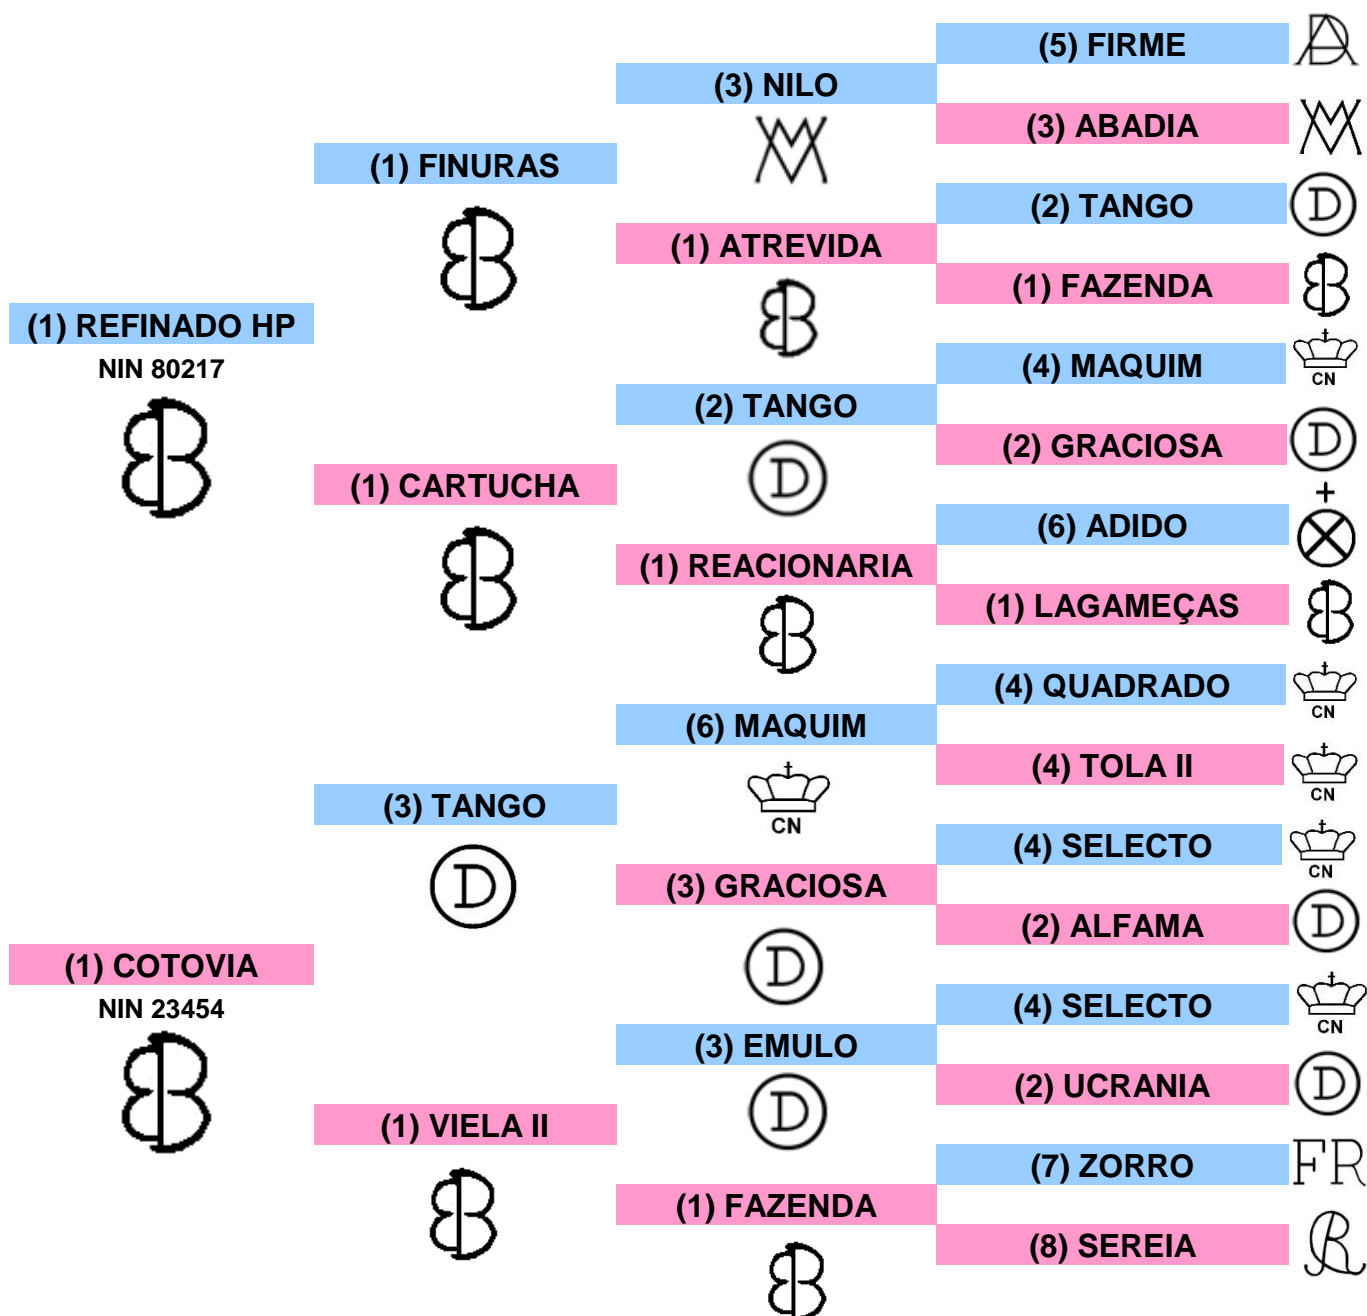 (1) REFINADO HP
NIN 80217
B
(1) COTOVIA
NIN 23454
B
(1) FINURAS
B
(1) CARTUCHA
B
(3) TANGO
D
(1) VIELA II
B
(3) NILO
(1) ATREVIDA
B
(2) TANGO
D
(1) REACIONARIA
B
(6) MAQUIM
CN
(3) GRACIOSA
D
(3) EMULO
D
(1) FAZENDA
B
(5) FIRME
(3) ABADIA
(2) TANGO
D
(1) FAZENDA
B
(4) MAQUIM
CN
(2) GRACIOSA
D
+
(6) ADIDO
(1) LAGAMEÇAS
B
(4) QUADRADO
CN
(4) TOLA II
CN
(4) SELECTO
CN
(2) ALFAMA
D
(4) SELECTO
CN
(2) UCRANIA
D
(7) ZORRO
FR
(8) SEREIA